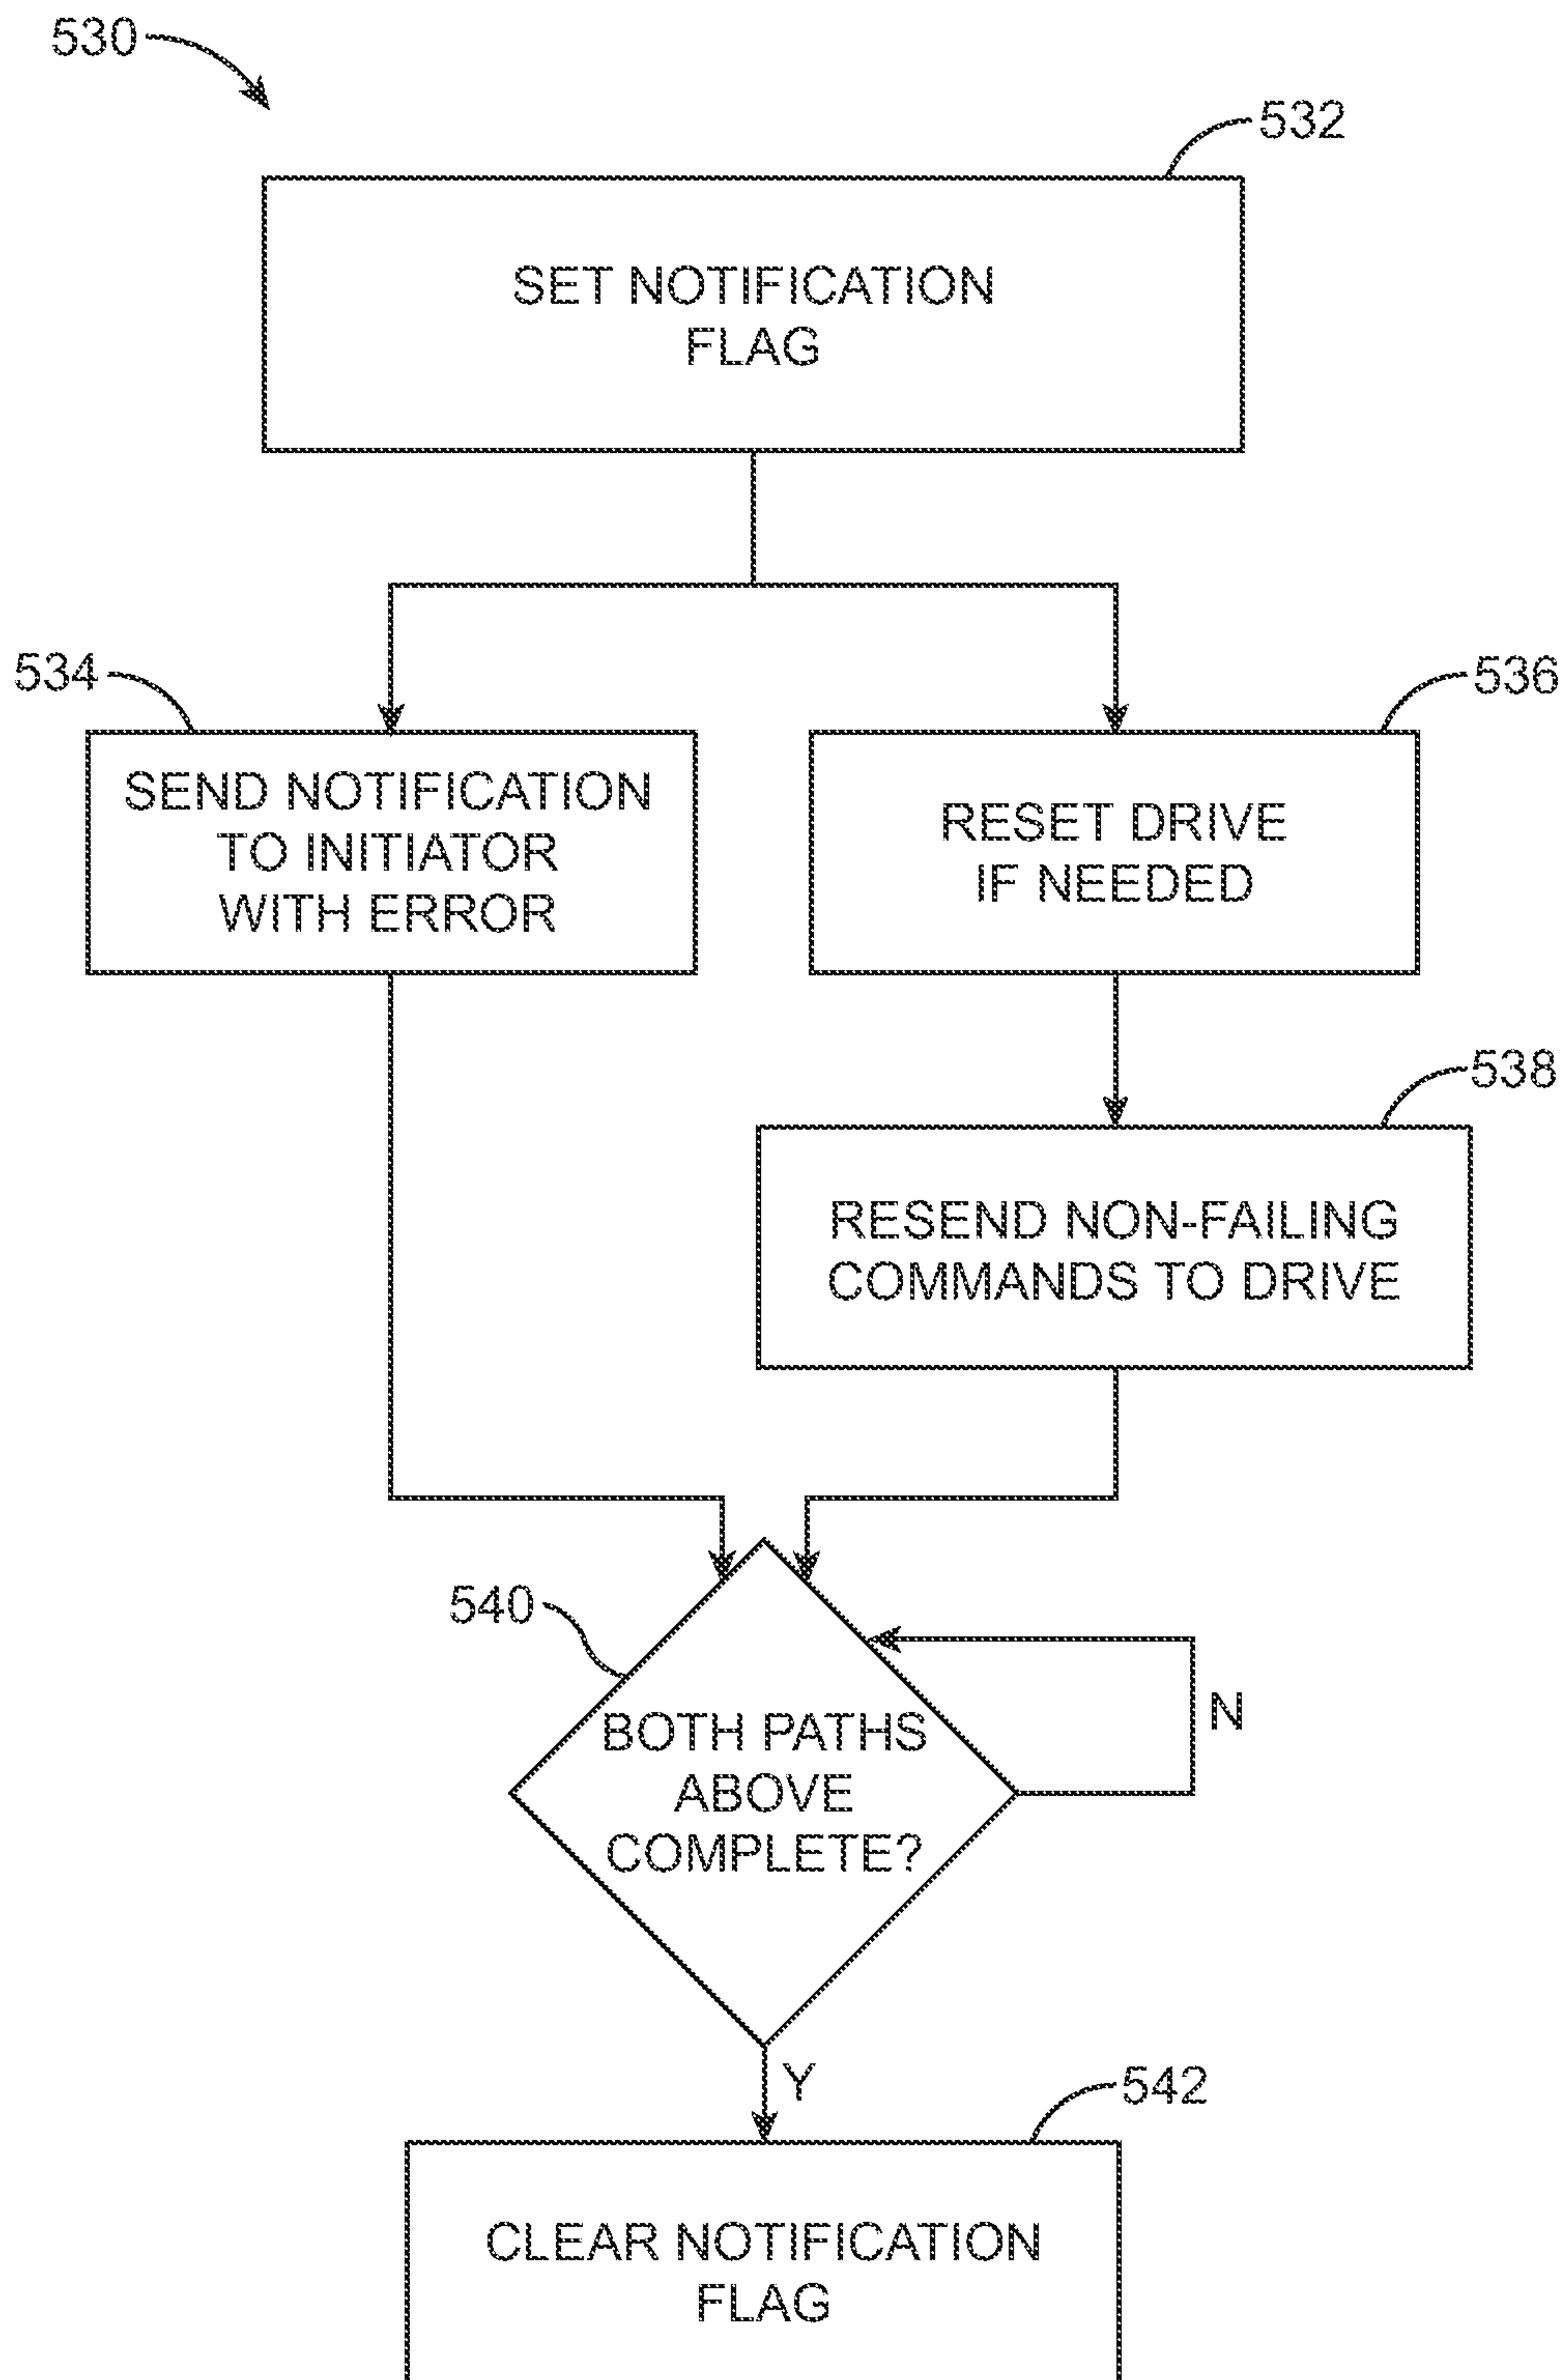 530
532
SET NOTIFICATION
FLAG
534
536
SEND NOTIFICATION
TO INITIATOR
WITH ERROR
RESET DRIVE
IF NEEDED
538
RESEND NON-FAILING
COMMANDS TO DRIVE
540
BOTH PATHS
ABOVE
COMPLETE?
N
Y
542
CLEAR NOTIFICATION
FLAG